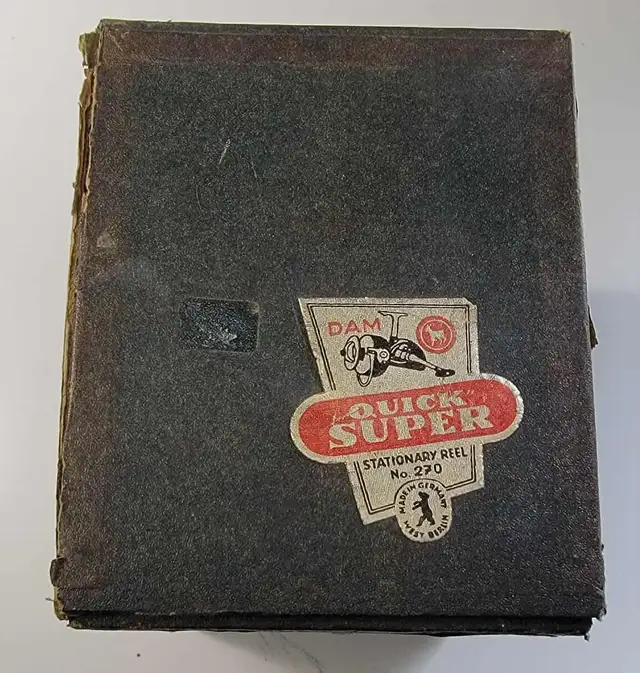 DAM
"QUICK"
SUPER
STATIONARY REEL
No. 270
MADE IN GERMANY
WEST BERLIN